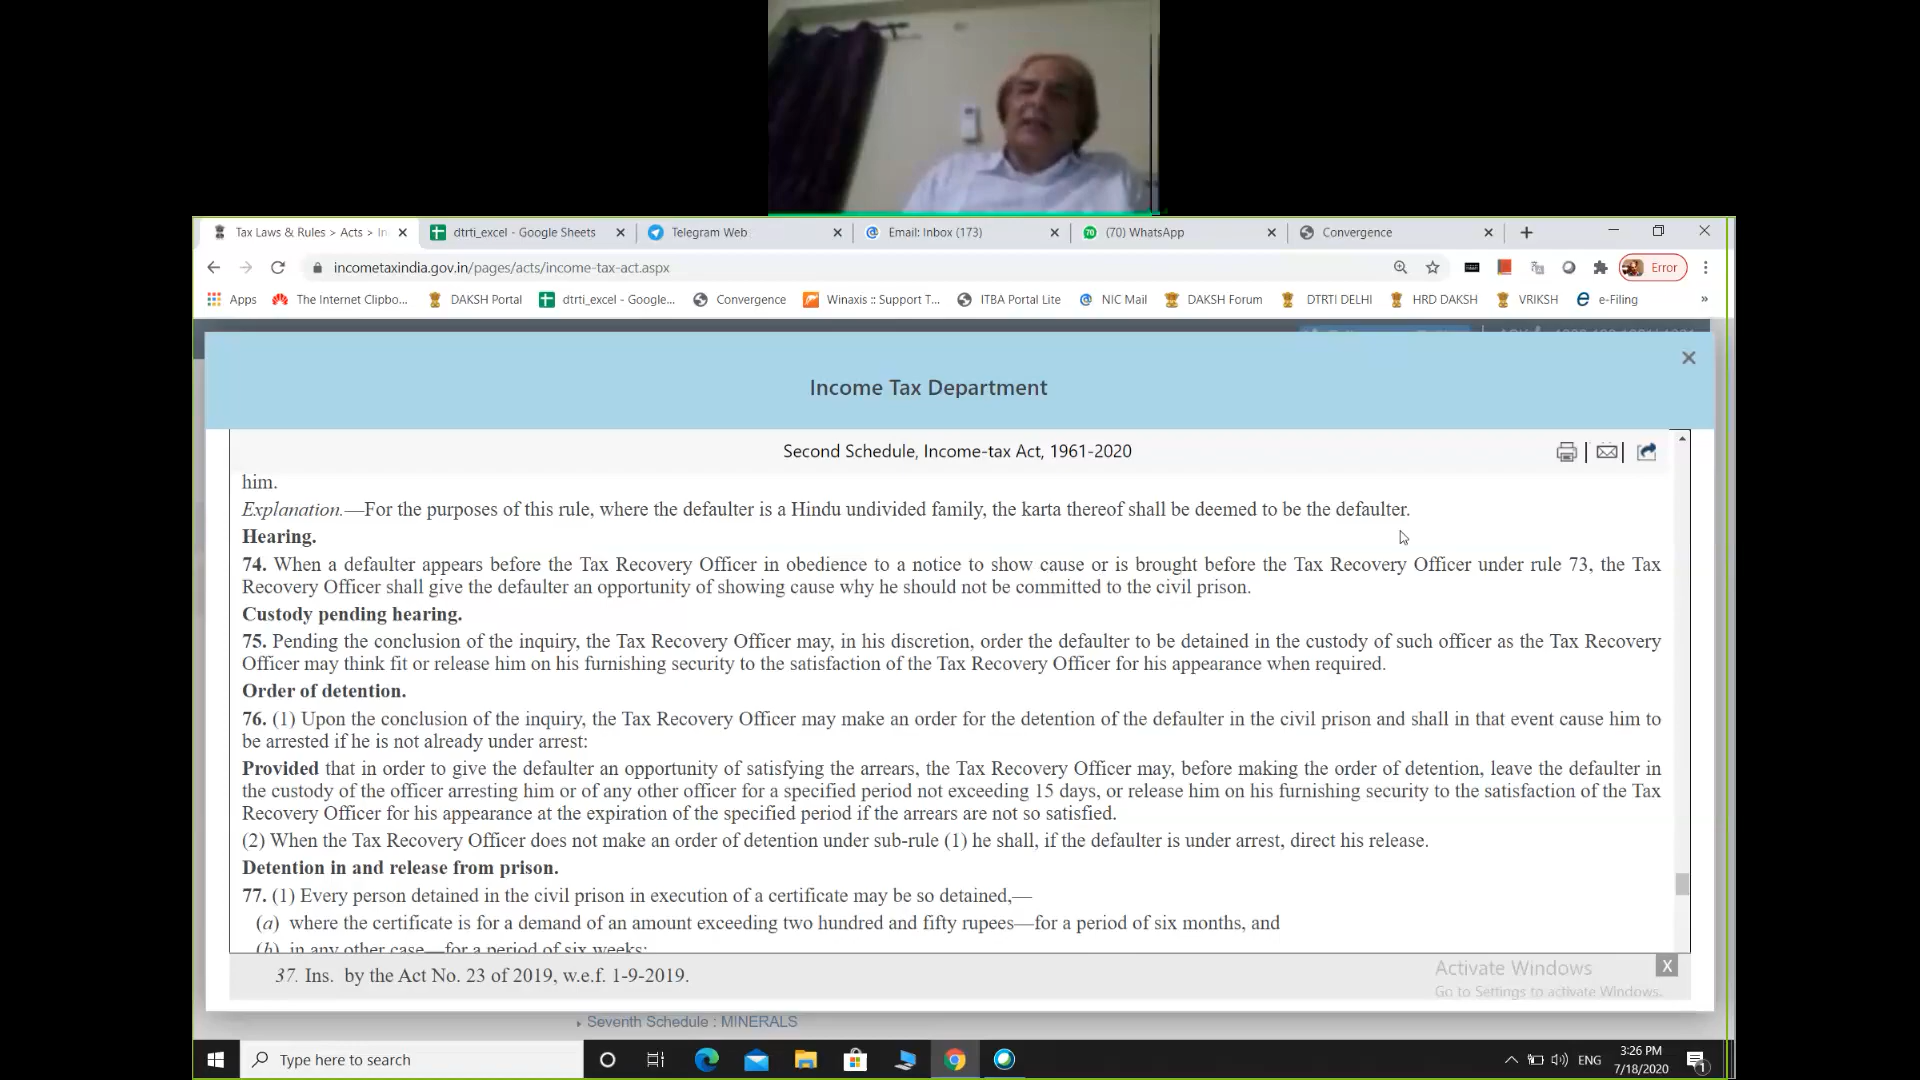 Tax Laws & Rules > Acts > In
dtrti_excel - Google Sheets
Telegram Web
Email: Inbox (173)
70
(70) WhatsApp
Convergence
incometaxindia.gov.in/pages/acts/income-tax-act.aspx
Error
Apps
The Internet Clipbo...
DAKSH Portal
dtrti_excel - Google...
Convergence
Winaxis :: Support T...
ITBA Portal Lite
NIC Mail
DAKSH Forum
DTRTI DELHI
HRD DAKSH
VRIKSH
e-Filing
Income Tax Department
Second Schedule, Income-tax Act, 1961-2020
him.
Explanation.—For the purposes of this rule, where the defaulter is a Hindu undivided family, the karta thereof shall be deemed to be the defaulter.
Hearing.
74. When a defaulter appears before the Tax Recovery Officer in obedience to a notice to show cause or is brought before the Tax Recovery Officer under rule 73, the Tax
Recovery Officer shall give the defaulter an opportunity of showing cause why he should not be committed to the civil prison.
Custody pending hearing.
75. Pending the conclusion of the inquiry, the Tax Recovery Officer may, in his discretion, order the defaulter to be detained in the custody of such officer as the Tax Recovery
Officer may think fit or release him on his furnishing security to the satisfaction of the Tax Recovery Officer for his appearance when required.
Order of detention.
76. (1) Upon the conclusion of the inquiry, the Tax Recovery Officer may make an order for the detention of the defaulter in the civil prison and shall in that event cause him to
be arrested if he is not already under arrest:
Provided that in order to give the defaulter an opportunity of satisfying the arrears, the Tax Recovery Officer may, before making the order of detention, leave the defaulter in
the custody of the officer arresting him or of any other officer for a specified period not exceeding 15 days, or release him on his furnishing security to the satisfaction of the Tax
Recovery Officer for his appearance at the expiration of the specified period if the arrears are not so satisfied.
(2) When the Tax Recovery Officer does not make an order of detention under sub-rule (1) he shall, if the defaulter is under arrest, direct his release.
Detention in and release from prison.
77. (1) Every person detained in the civil prison in execution of a certificate may be so detained,—
(a) where the certificate is for a demand of an amount exceeding two hundred and fifty rupees—for a period of six months, and
(b) in any other case—for a period of six weeks:
37. Ins. by the Act No. 23 of 2019, w.e.f. 1-9-2019.
X
Activate Windows
Go to Settings to activate Windows.
Seventh Schedule : MINERALS
Type here to search
ENG
3:26 PM
7/18/2020
1